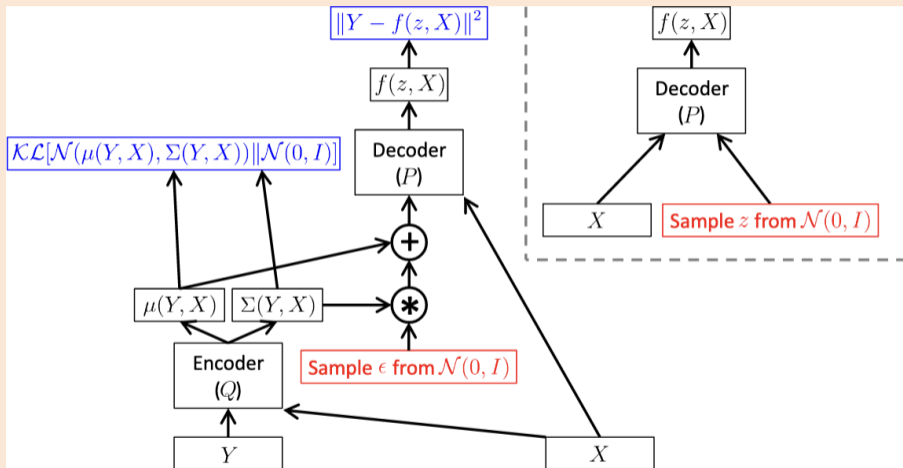 ‖Y − f(z, X)‖²
f(z, X)
f(z, X)
Decoder
(P)
Decoder
(P)
𝒦ℒ[𝒩(μ(Y, X), Σ(Y, X))‖𝒩(0, I)]
X
Sample z from 𝒩(0, I)
+
μ(Y, X)
Σ(Y, X)
*
Encoder
(Q)
Sample ϵ from 𝒩(0, I)
Y
X